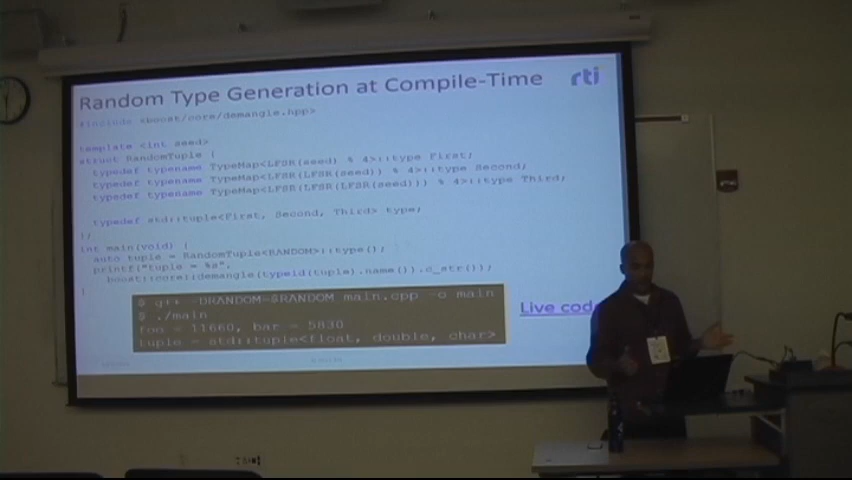 Random Type Generation at Compile-Time
rti
#include <boost/core/demangle.hpp>
template <int seed>
struct RandomTuple {
typedef typename TypeMap<LFSR(seed) % 4>::type First;
typedef typename TypeMap<LFSR(LFSR(seed)) % 4>::type Second;
typedef typename TypeMap<LFSR(LFSR(LFSR(seed))) % 4>::type Third;
typedef std::tuple<First, Second, Third> type;
};
int main(void) {
auto tuple = RandomTuple<RANDOM>::type();
printf("tuple = %s",
boost::core::demangle(typeid(tuple).name()).c_str());
}
$ g++ -DRANDOM=$RANDOM main.cpp -o main
$ ./main
foo = 11660, bar = 5830
tuple = std::tuple<float, double, char>
Live code